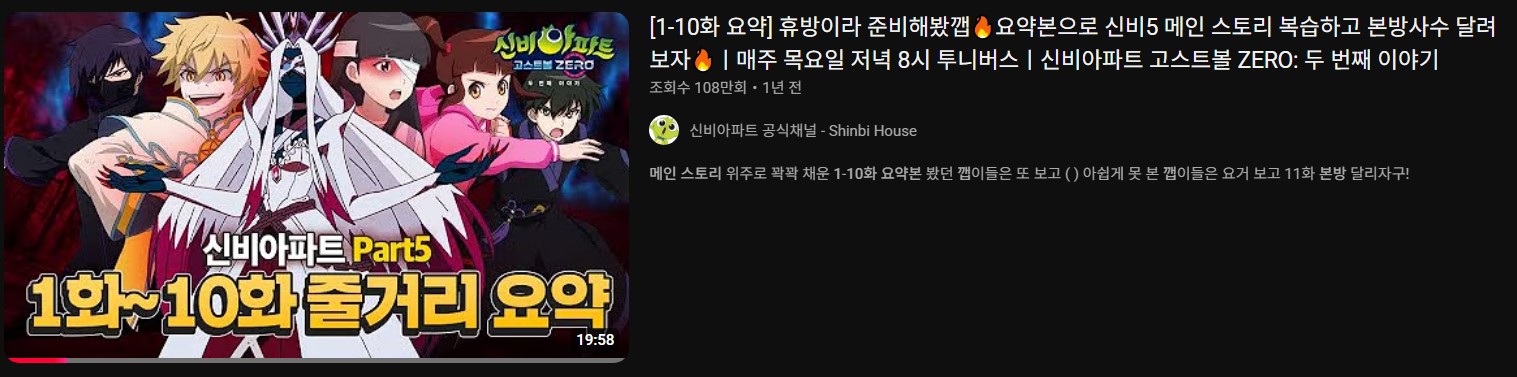 신비아파트
고스트볼 ZERO
두 번째 이야기
신비아파트 Part5
1화~10화 줄거리 요약
19:58
[1-10화 요약] 휴방이라 준비해봤깹🔥요약본으로 신비5 메인 스토리 복습하고 본방사수 달려
보자🔥ㅣ매주 목요일 저녁 8시 투니버스ㅣ신비아파트 고스트볼 ZERO: 두 번째 이야기
조회수 108만회 • 1년 전
신비아파트 공식채널 - Shinbi House
메인 스토리 위주로 꽉꽉 채운 1-10화 요약본 봤던 깹이들은 또 보고 ( ) 아쉽게 못 본 깹이들은 요거 보고 11화 본방 달리자구!